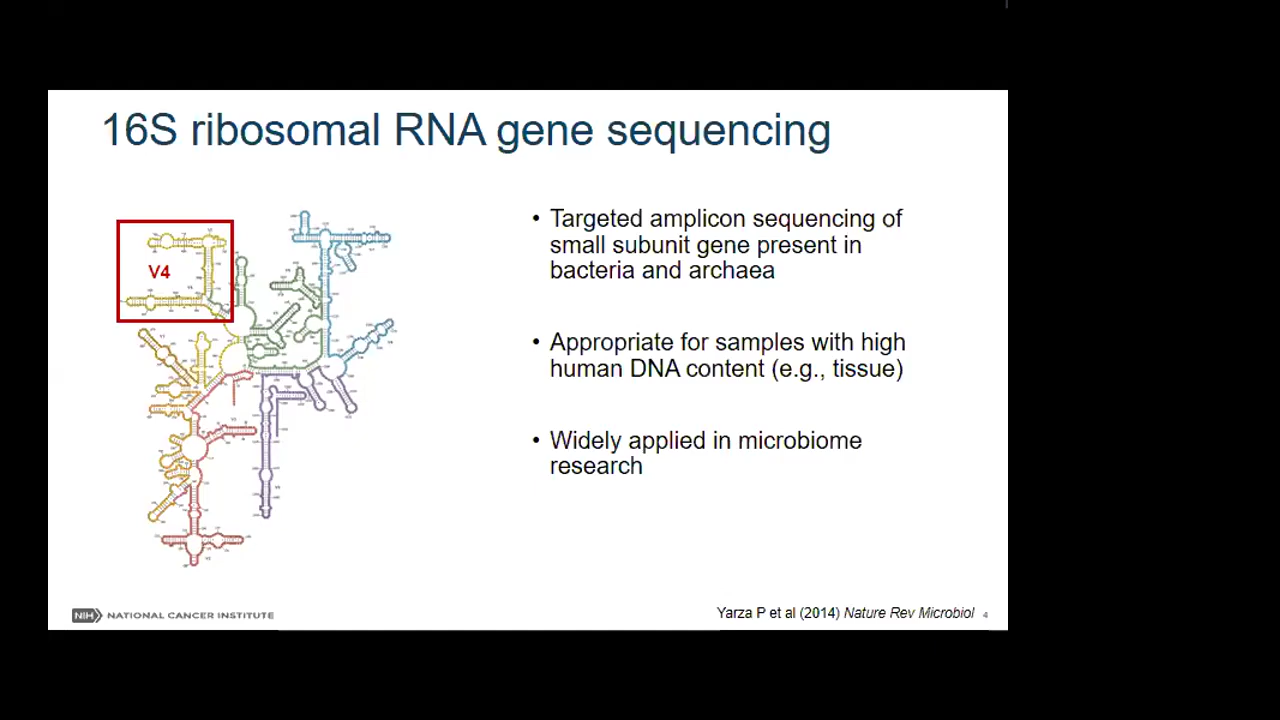 16S ribosomal RNA gene sequencing
V4
• Targeted amplicon sequencing of
small subunit gene present in
bacteria and archaea
• Appropriate for samples with high
human DNA content (e.g., tissue)
• Widely applied in microbiome
research
NIH NATIONAL CANCER INSTITUTE
Yarza P et al (2014) Nature Rev Microbiol 4